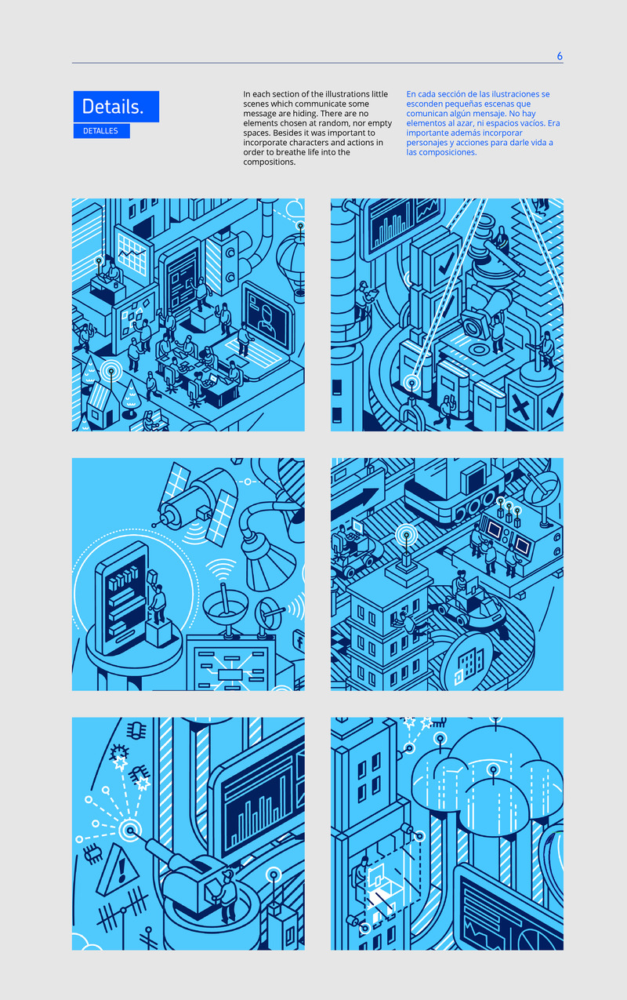 6
Details.
DETALLES
In each section of the illustrations little
scenes which communicate some
message are hiding. There are no
elements chosen at random, nor empty
spaces. Besides it was important to
incorporate characters and actions in
order to breathe life into the
compositions.
En cada sección de las ilustraciones se
esconden pequeñas escenas que
comunican algún mensaje. No hay
elementos al azar, ni espacios vacíos. Era
importante además incorporar
personajes y acciones para darle vida a
las composiciones.
f
!